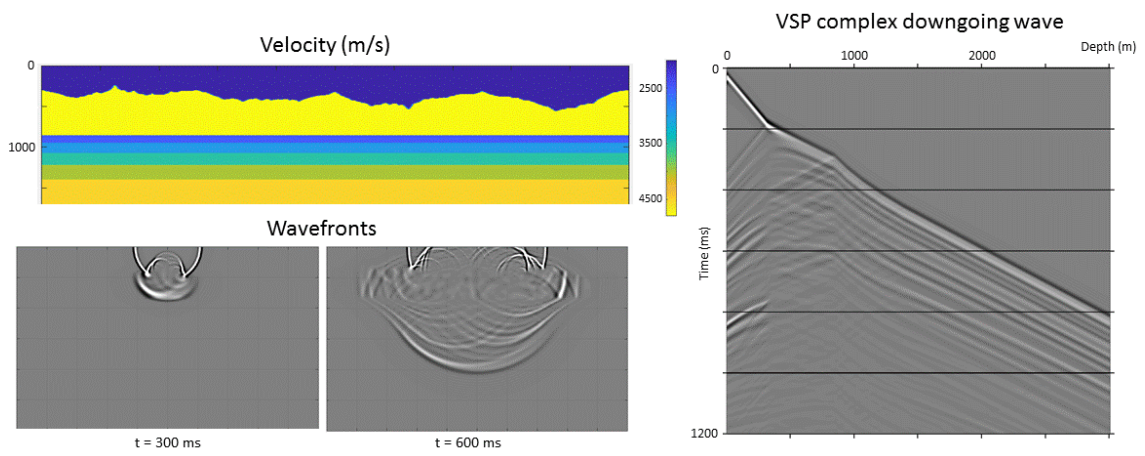 Velocity (m/s)
0
1000
2500
3500
4500
Wavefronts
t = 300 ms
t = 600 ms
VSP complex downgoing wave
Depth (m)
0
1000
2000
0
Time (ms)
1200